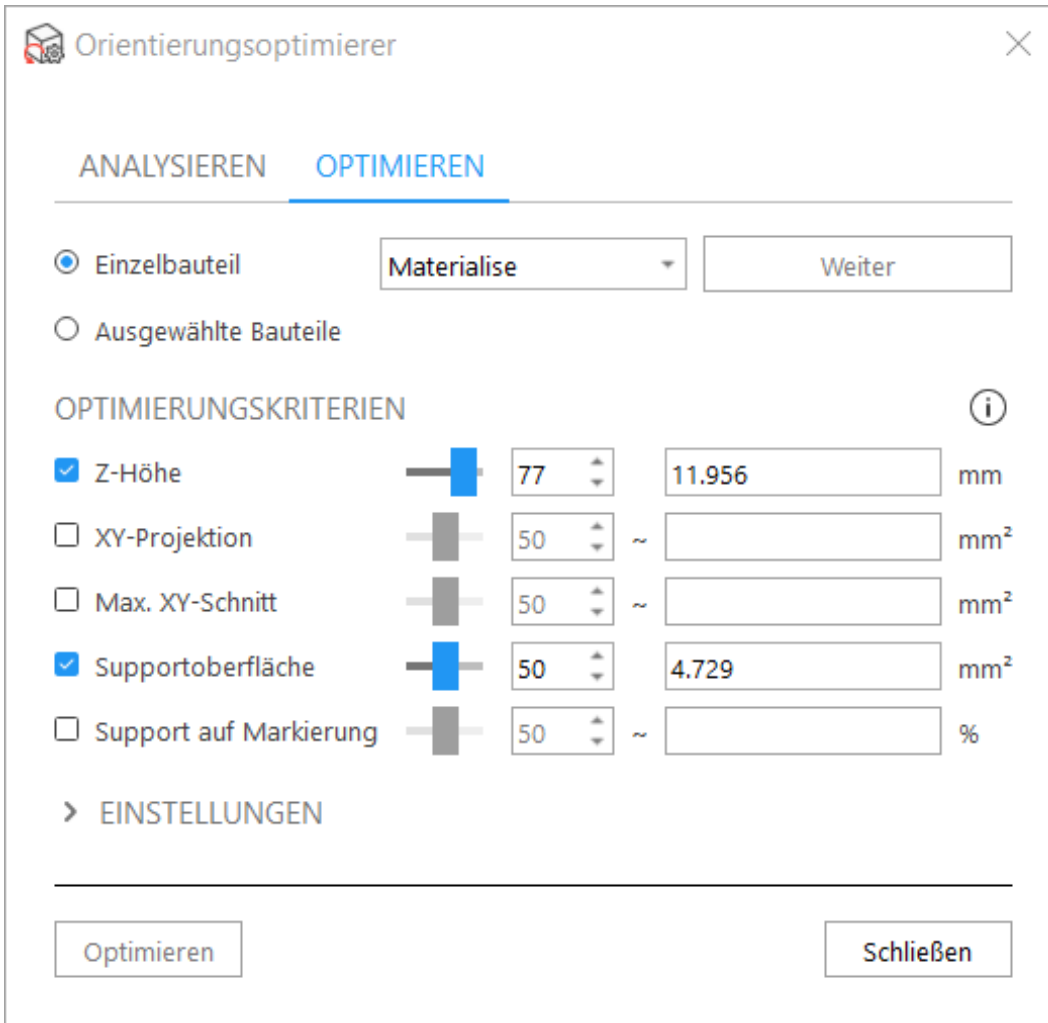 Orientierungsoptimierer
ANALYSIEREN OPTIMIEREN
Einzelbauteil Materialise Weiter
Ausgewählte Bauteile
OPTIMIERUNGSKRITERIEN
Z-Höhe 77 11.956 mm
XY-Projektion 50 ~ mm²
Max. XY-Schnitt 50 ~ mm²
Supportoberfläche 50 4.729 mm²
Support auf Markierung 50 ~ %
EINSTELLUNGEN
Optimieren Schließen